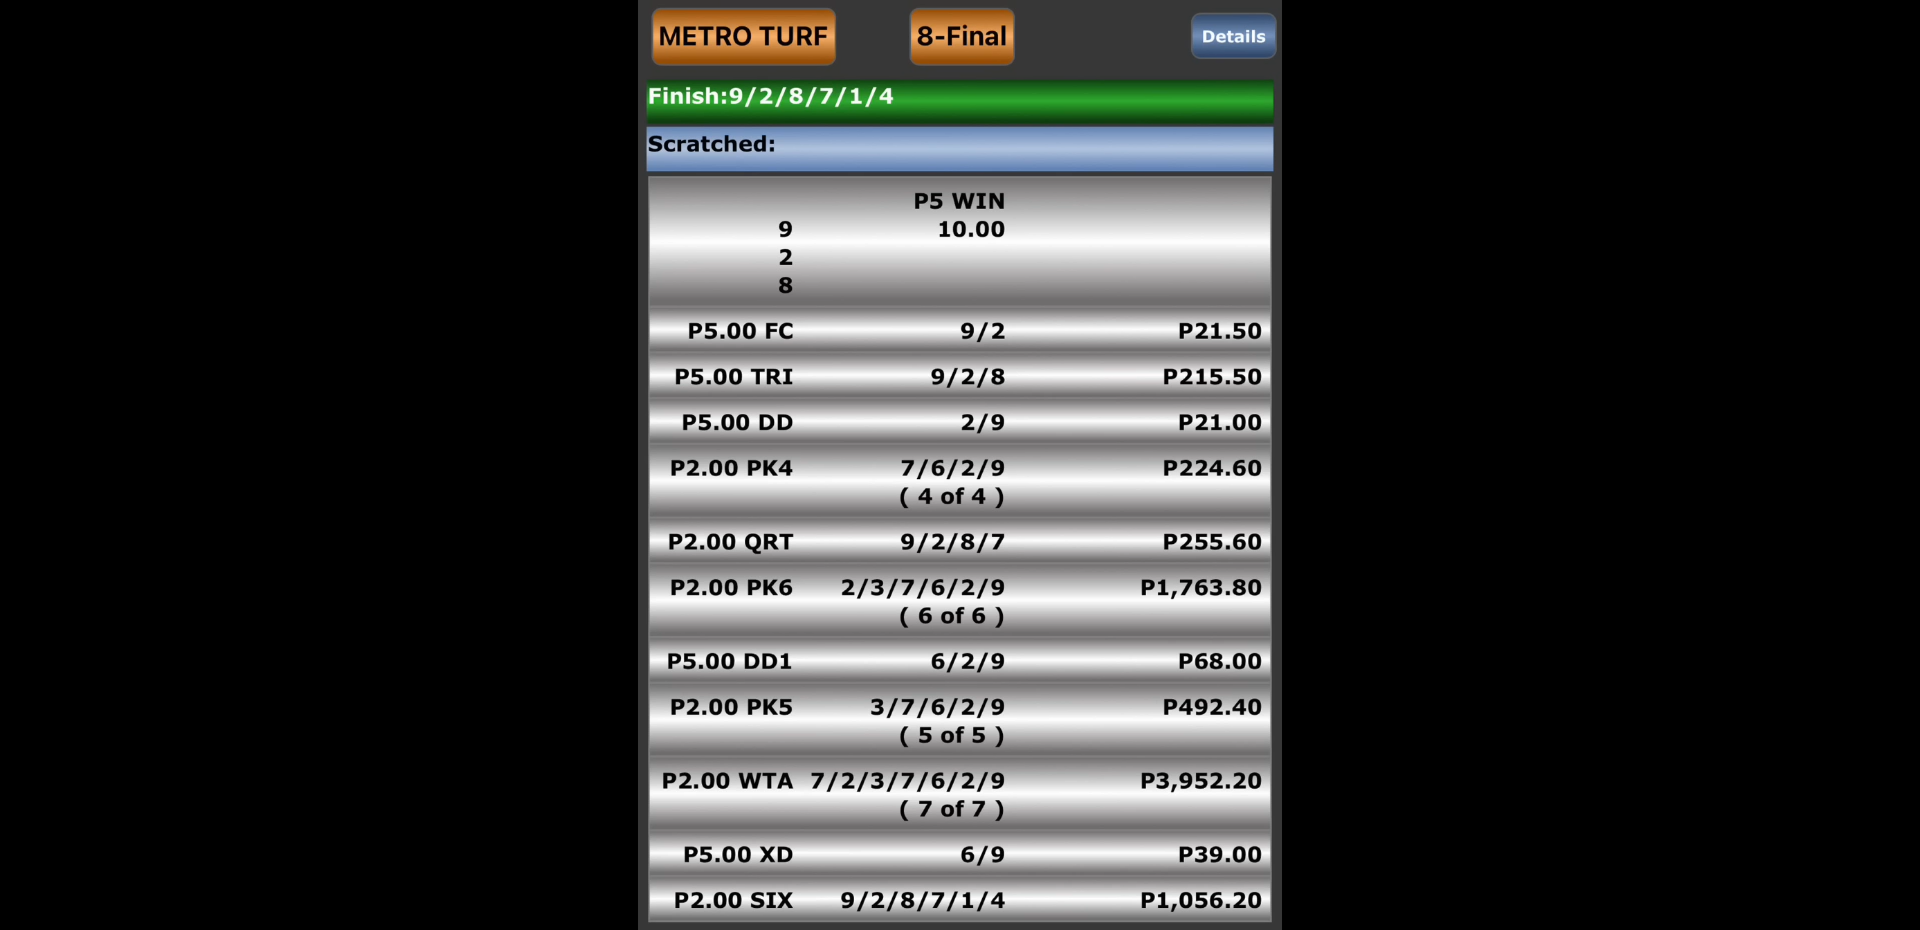 METRO TURF 8-Final Details
Finish:9/2/8/7/1/4
Scratched:
P5 WIN
9 10.00
2
8
P5.00 FC 9/2 P21.50
P5.00 TRI 9/2/8 P215.50
P5.00 DD 2/9 P21.00
P2.00 PK4 7/6/2/9 P224.60
( 4 of 4 )
P2.00 QRT 9/2/8/7 P255.60
P2.00 PK6 2/3/7/6/2/9 P1,763.80
( 6 of 6 )
P5.00 DD1 6/2/9 P68.00
P2.00 PK5 3/7/6/2/9 P492.40
( 5 of 5 )
P2.00 WTA 7/2/3/7/6/2/9 P3,952.20
( 7 of 7 )
P5.00 XD 6/9 P39.00
P2.00 SIX 9/2/8/7/1/4 P1,056.20